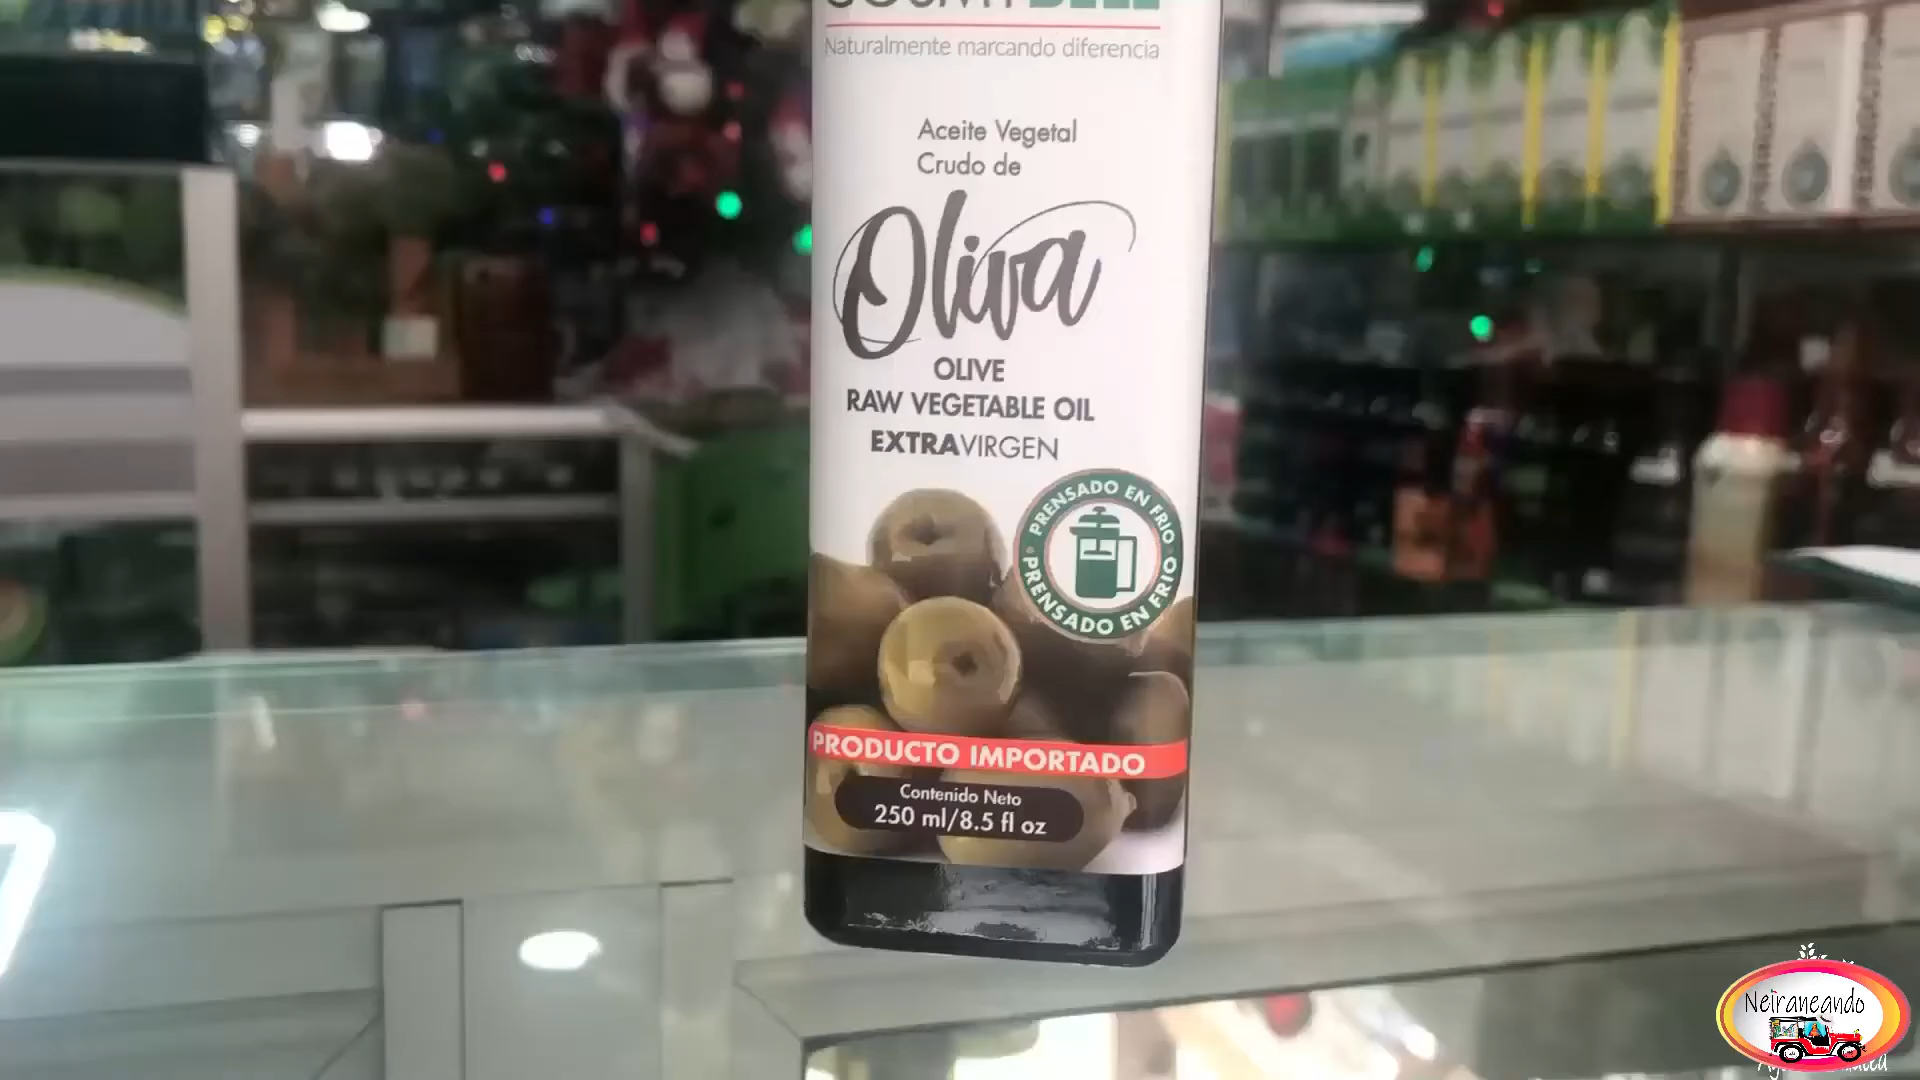 Naturalmente marcando diferencia
Aceite Vegetal
Crudo de
Oliva
OLIVE
RAW VEGETABLE OIL
EXTRAVIRGEN
PRENSADO EN FRIO
PRENSADO EN FRIO
PRODUCTO IMPORTADO
Contenido Neto
250 ml/8.5 fl oz
Neiraneando